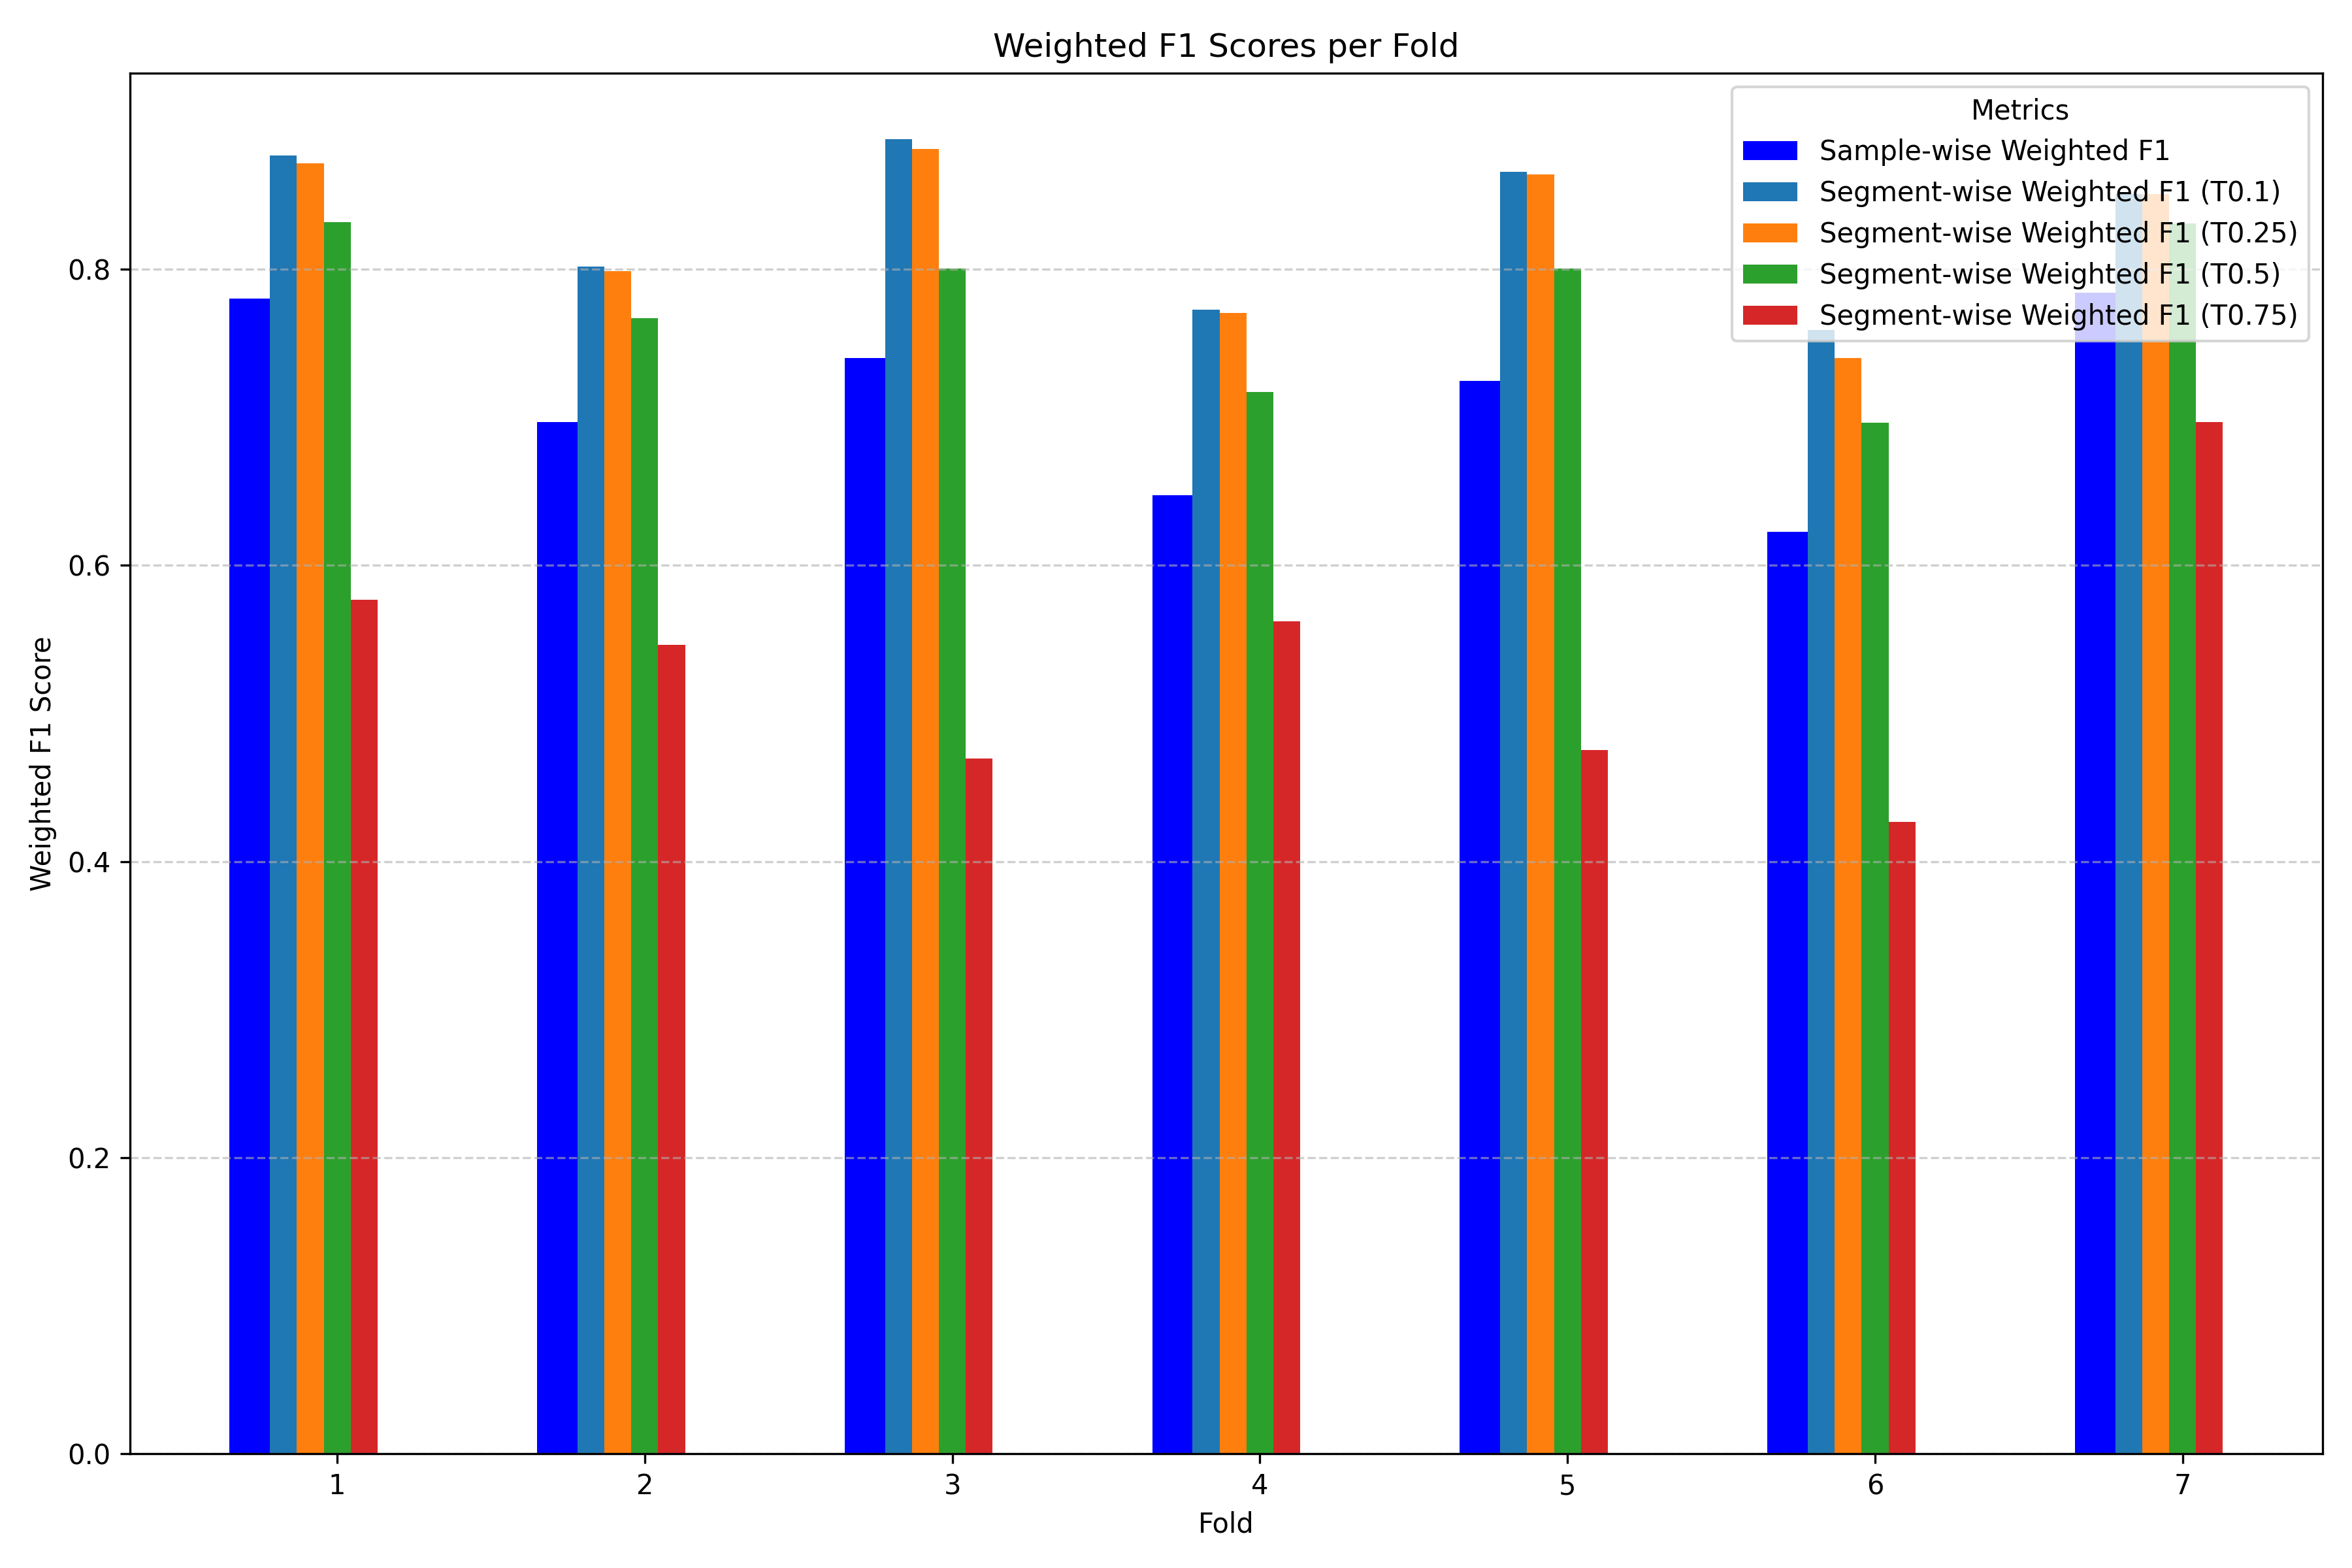 Weighted F1 Scores per Fold
Metrics
Sample-wise Weighted F1
Segment-wise Weighted F1 (T0.1)
Segment-wise Weighted F1 (T0.25)
Segment-wise Weighted F1 (T0.5)
Segment-wise Weighted F1 (T0.75)
Weighted F1 Score
0.8
0.6
0.4
0.2
0.0
1 2 3 4 5 6 7
Fold